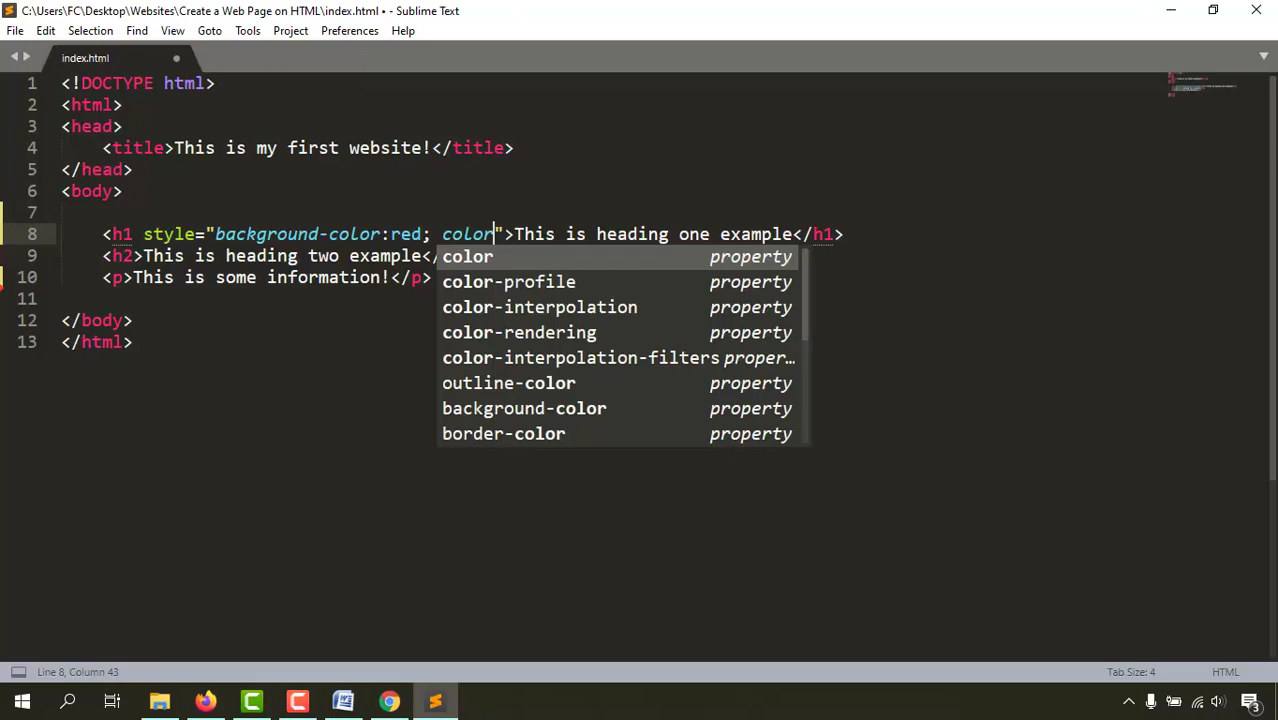 C:\Users\FC\Desktop\Websites\Create a Web Page on HTML\index.html • - Sublime Text
File Edit Selection Find View Goto Tools Project Preferences Help
index.html
1 <!DOCTYPE html>
2 <html>
3 <head>
4 <title>This is my first website!</title>
5 </head>
6 <body>
7
8 <h1 style="background-color:red; color">This is heading one example</h1>
9 <h2>This is heading two example</
10 <p>This is some information!</p>
11
12 </body>
13 </html>
color property
color-profile property
color-interpolation property
color-rendering property
color-interpolation-filters proper…
outline-color property
background-color property
border-color property
Line 8, Column 43 Tab Size: 4 HTML
3